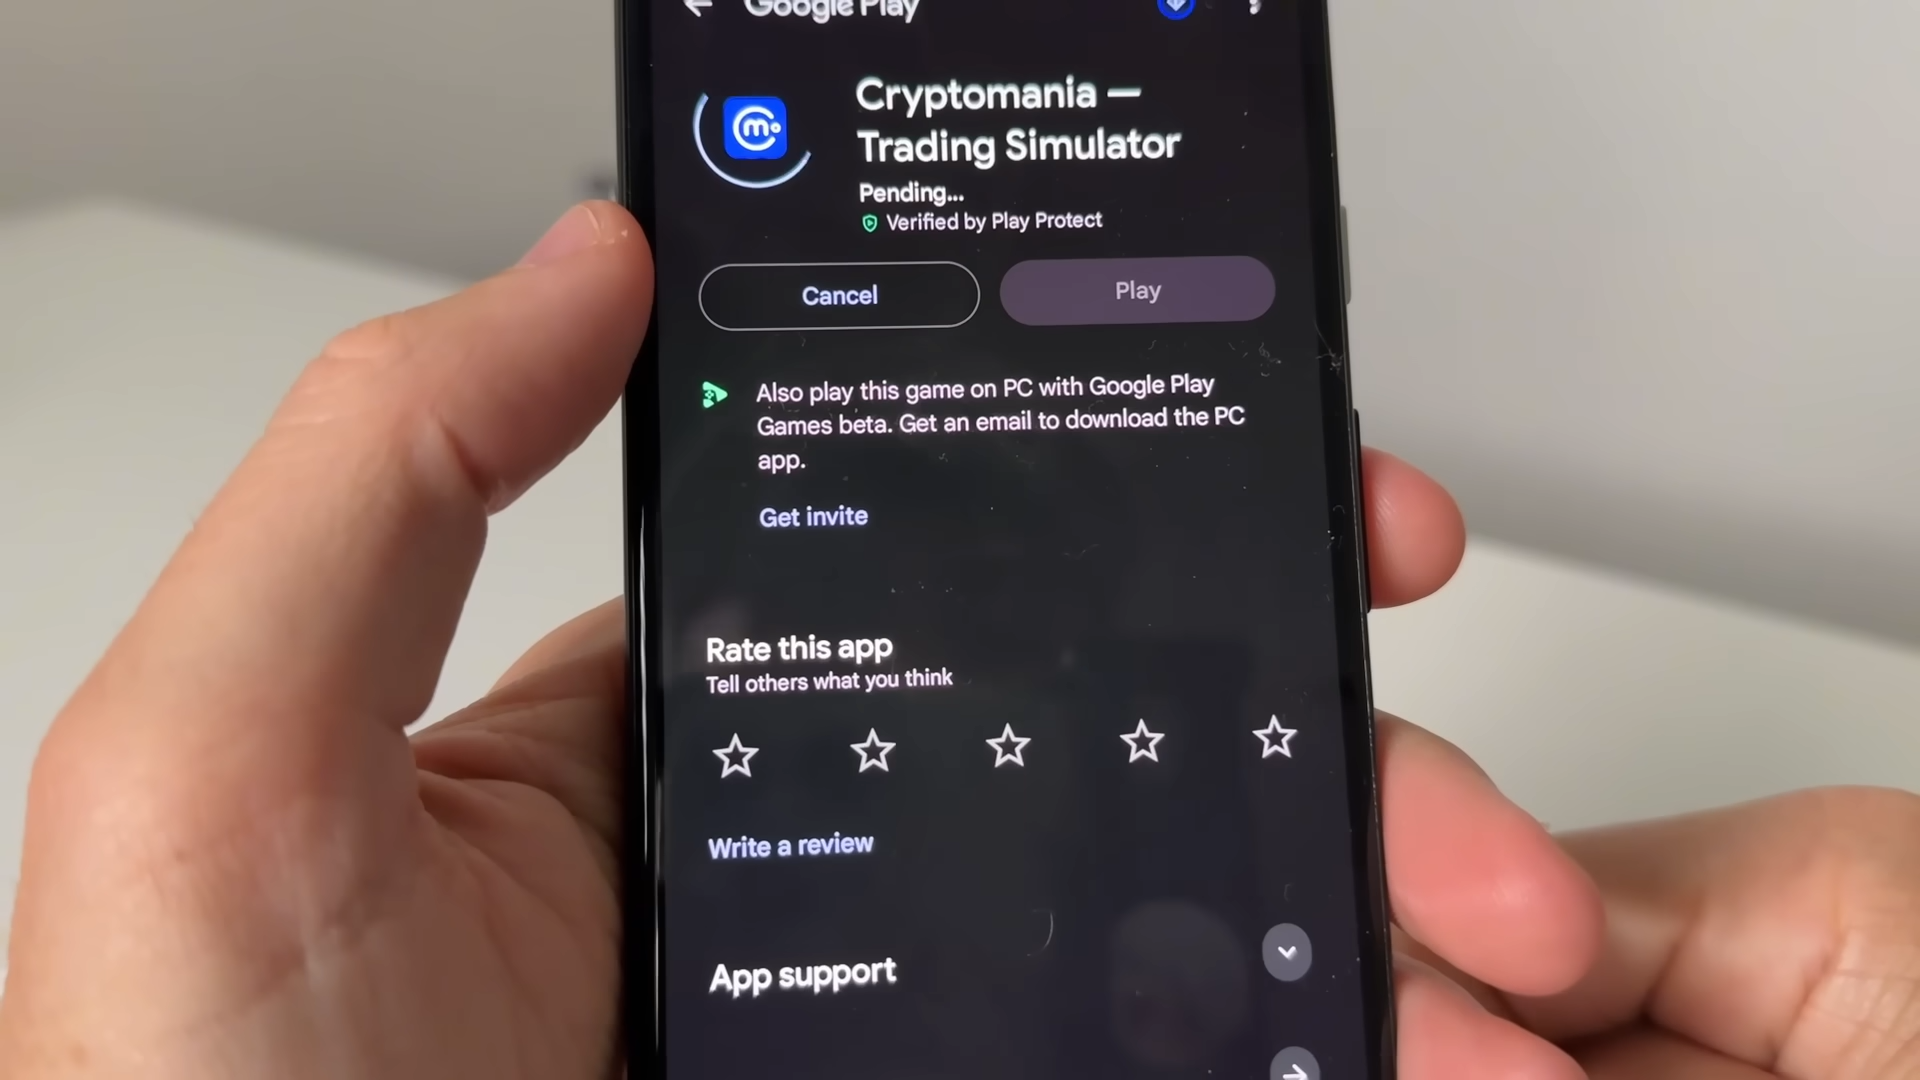 Google Play
Cryptomania —
Trading Simulator
Pending...
Verified by Play Protect
Cancel
Play
Also play this game on PC with Google Play
Games beta. Get an email to download the PC
app.
Get invite
Rate this app
Tell others what you think
Write a review
App support